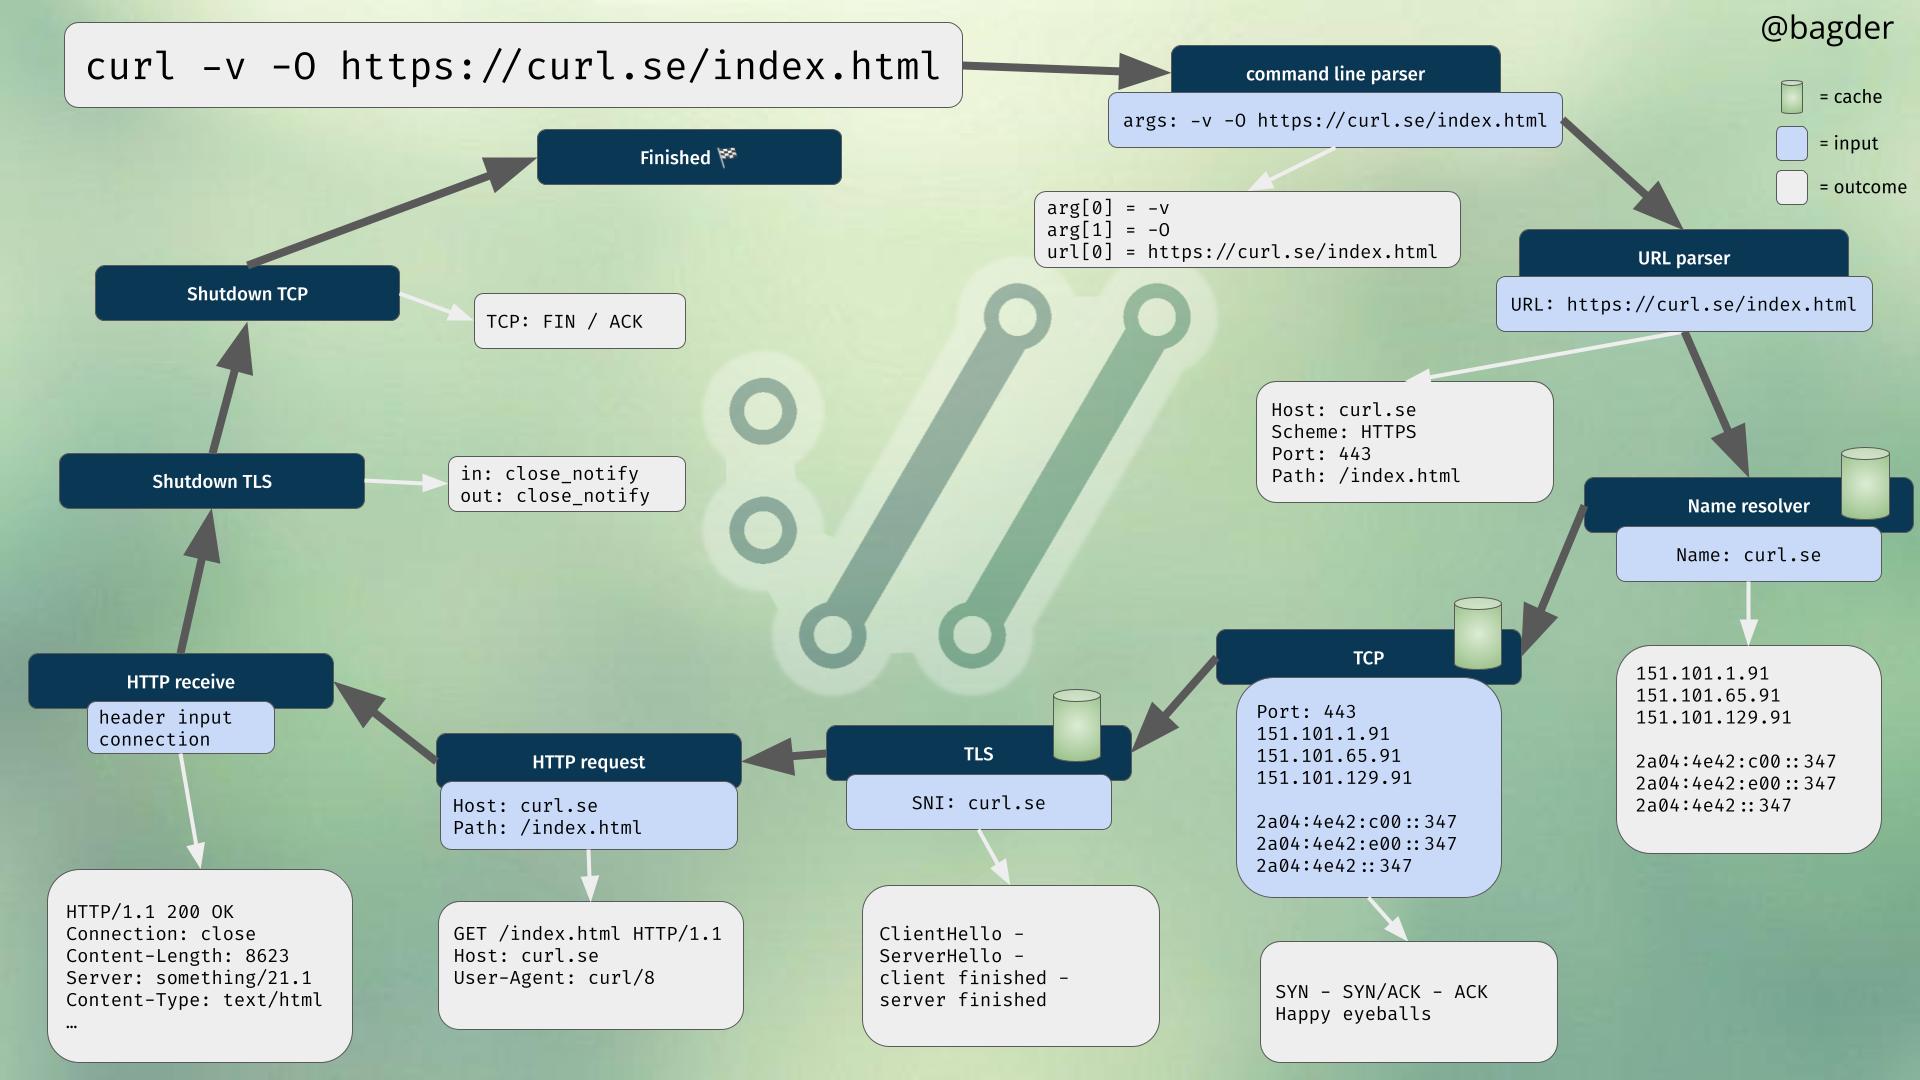 curl -v -O https://curl.se/index.html
@bagder
= cache
= input
= outcome
command line parser
args: -v -O https://curl.se/index.html
arg[0] = -v
arg[1] = -O
url[0] = https://curl.se/index.html
URL parser
URL: https://curl.se/index.html
Host: curl.se
Scheme: HTTPS
Port: 443
Path: /index.html
Name resolver
Name: curl.se
151.101.1.91
151.101.65.91
151.101.129.91
2a04:4e42:c00::347
2a04:4e42:e00::347
2a04:4e42::347
TCP
Port: 443
151.101.1.91
151.101.65.91
151.101.129.91
2a04:4e42:c00::347
2a04:4e42:e00::347
2a04:4e42::347
SYN - SYN/ACK - ACK
Happy eyeballs
TLS
SNI: curl.se
ClientHello -
ServerHello -
client finished -
server finished
HTTP request
Host: curl.se
Path: /index.html
GET /index.html HTTP/1.1
Host: curl.se
User-Agent: curl/8
HTTP receive
header input
connection
HTTP/1.1 200 OK
Connection: close
Content-Length: 8623
Server: something/21.1
Content-Type: text/html
…
Shutdown TLS
in: close_notify
out: close_notify
Shutdown TCP
TCP: FIN / ACK
Finished 🏁